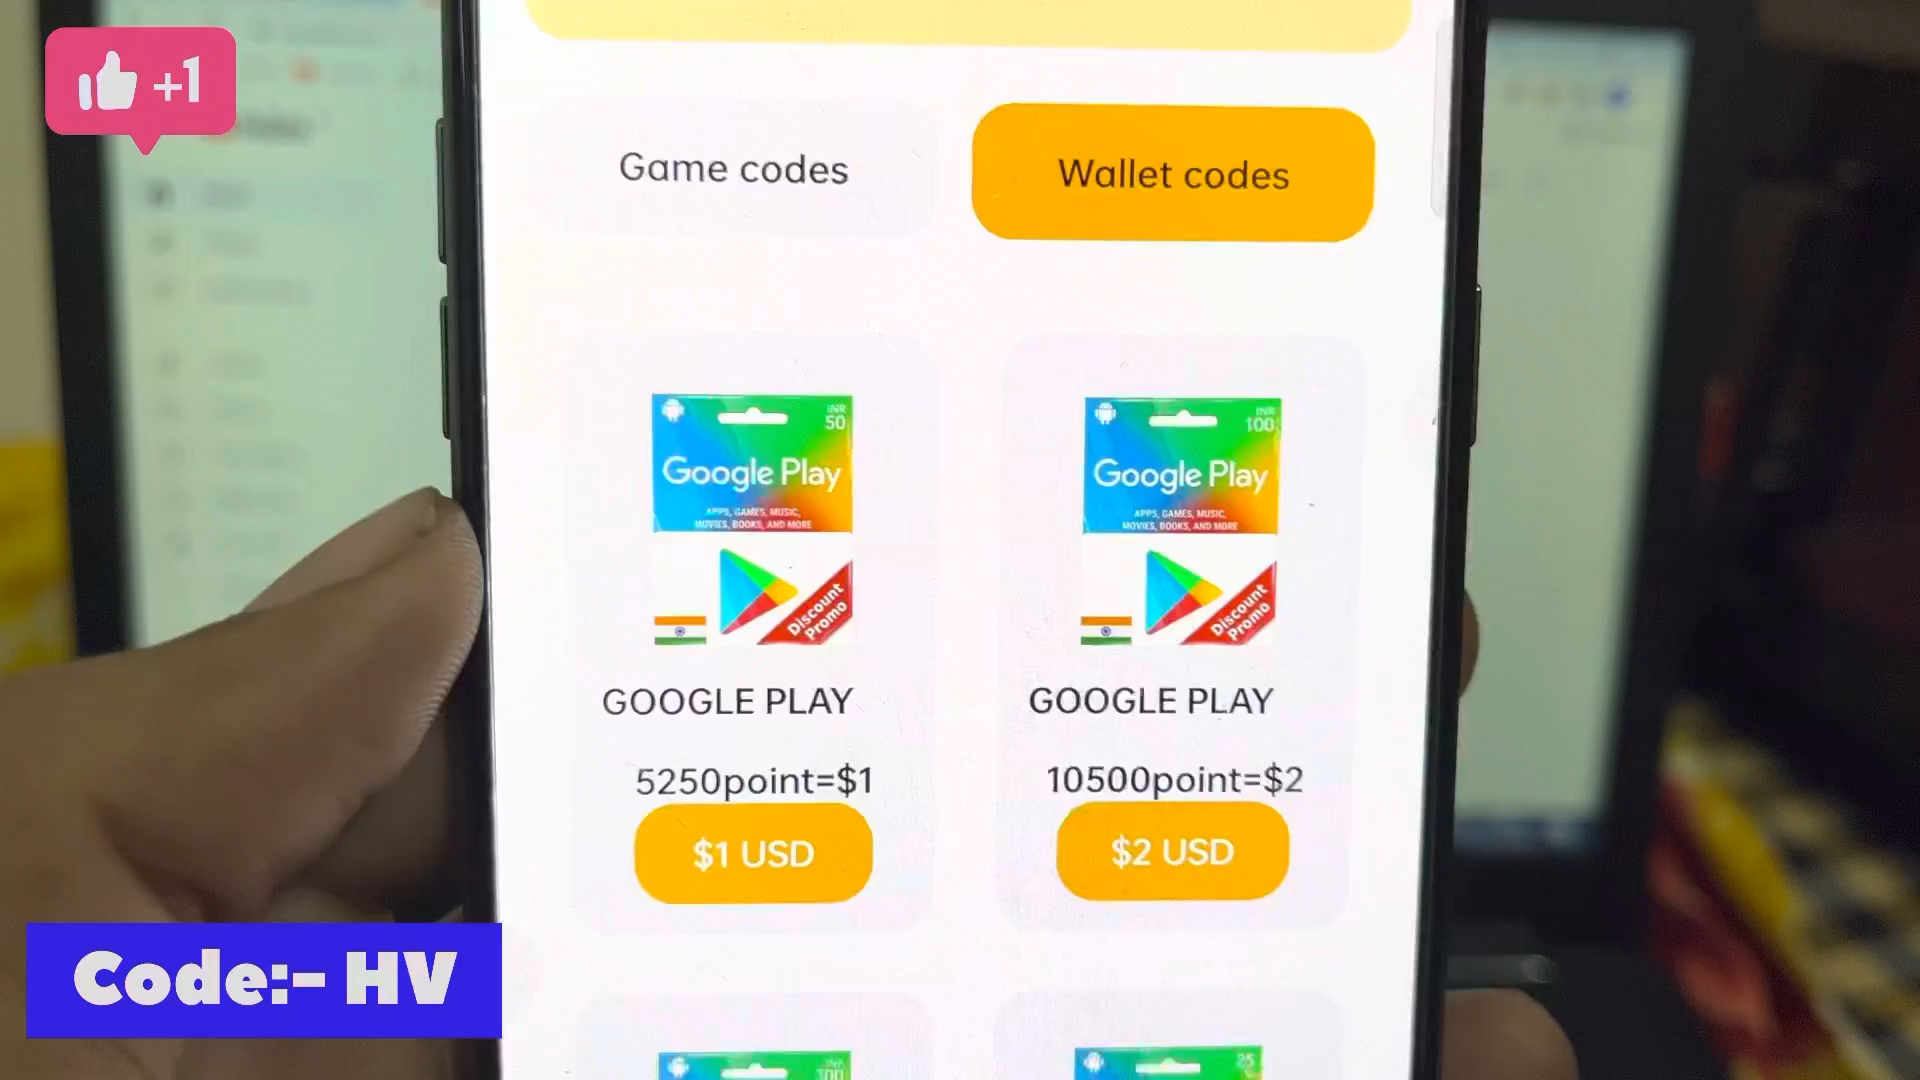 +1
Game codes
Wallet codes
INR
50
Google Play
APPS, GAMES, MUSIC,
MOVIES, BOOKS, AND MORE
Discount
Promo
GOOGLE PLAY
5250point=$1
$1 USD
INR
100
Google Play
APPS, GAMES, MUSIC,
MOVIES, BOOKS, AND MORE
Discount
Promo
GOOGLE PLAY
10500point=$2
$2 USD
Code:- HV